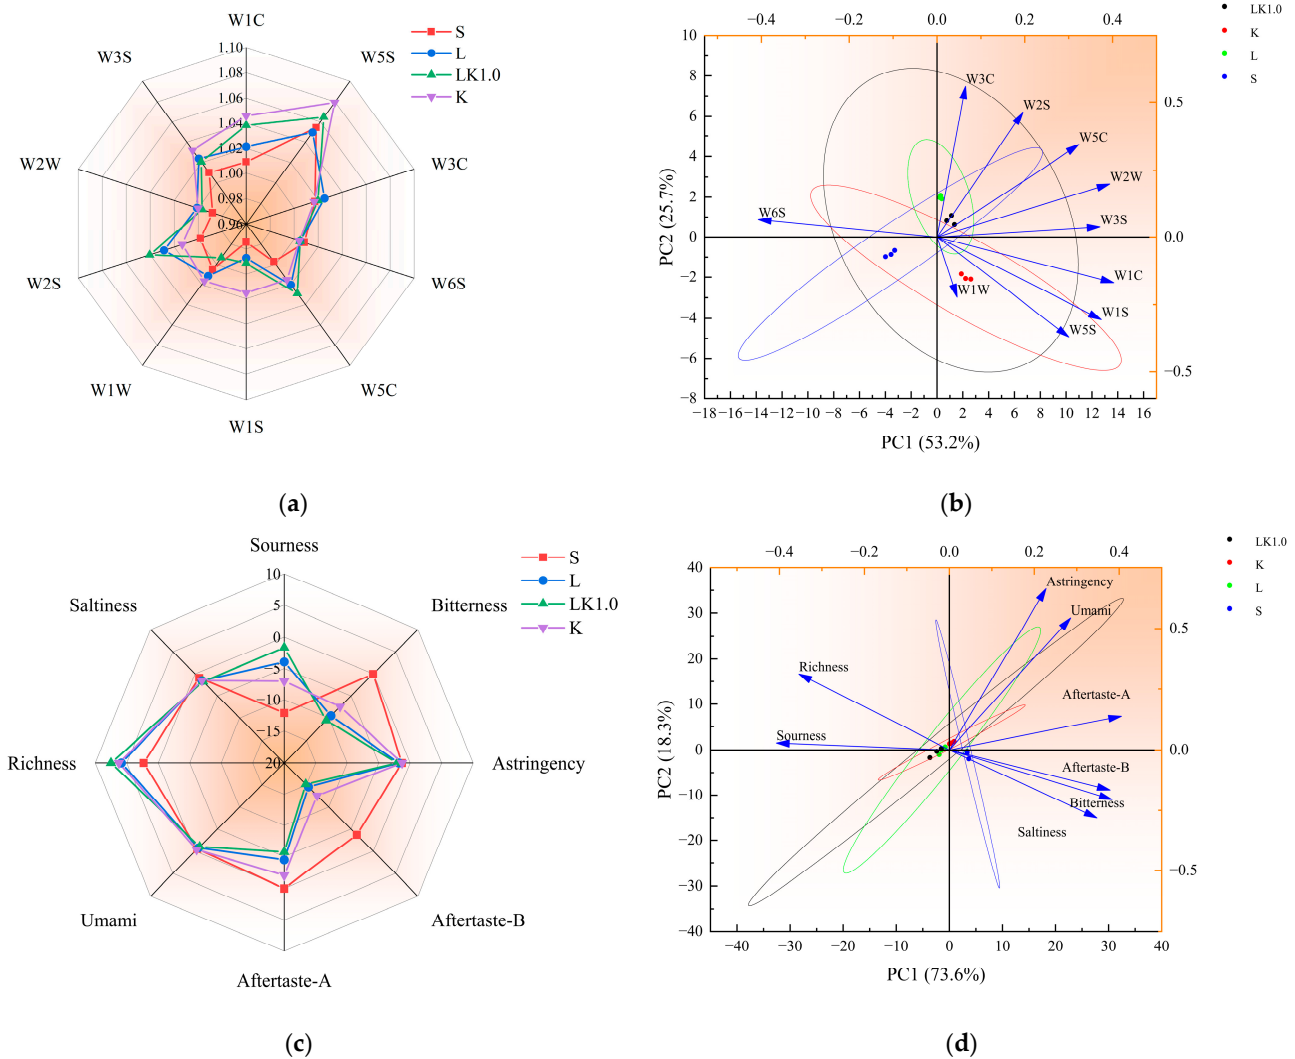 W1C
1.10
1.08
1.06
1.04
1.02
1.00
0.98
0.96
W5S
W3C
W6S
W5C
W1S
W1W
W2S
W2W
W3S
S
L
LK1.0
K
(a)
−0.4
0.0
0.4
LK1.0
K
L
S
10
8
6
4
2
0
−2
−4
−6
8
PC2 (25.7%)
0.5
0.0
−0.5
W3C
W2S
W5C
W2W
W3S
W6S
W1C
W1W
W1S
W5S
−18 −16 −14 −12 −10 −8 −6 −4 −2 0 2 4 6 8 10 12 14 16
PC1 (53.2%)
(b)
Sourness
10
5
0
−5
−10
−15
20
Bitterness
Astringency
Aftertaste-B
Aftertaste-A
Umami
Richness
Saltiness
S
L
LK1.0
K
(c)
−0.4 −0.2 0.0 0.2 0.4
LK1.0
K
L
S
40
30
20
10
0
−10
−20
−30
−40
PC2 (18.3%)
0.5
0.0
−0.5
Astringency
Umami
Richness
Aftertaste-A
Sourness
Aftertaste-B
Bitterness
Saltiness
−40 −30 −20 −10 0 10 20 30 40
PC1 (73.6%)
(d)